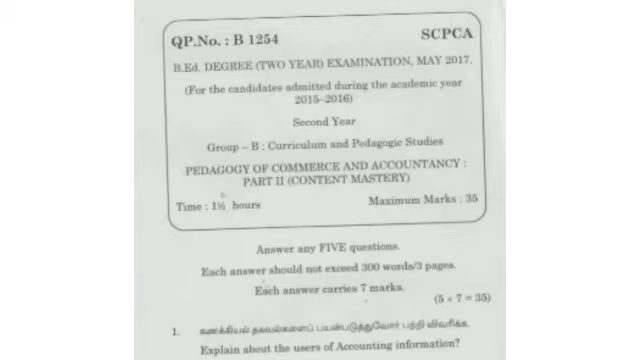 QP.No. : B 1254 SCPCA
B.Ed. DEGREE (TWO YEAR) EXAMINATION, MAY 2017.
(For the candidates admitted during the academic year
2015–2016)
Second Year
Group – B : Curriculum and Pedagogic Studies
PEDAGOGY OF COMMERCE AND ACCOUNTANCY :
PART II (CONTENT MASTERY)
Time : 1½ hours Maximum Marks : 35
Answer any FIVE questions.
Each answer should not exceed 300 words/3 pages.
Each answer carries 7 marks.
(5 × 7 = 35)
1. கணக்கியல் தகவல்களைப் பயன்படுத்துவோர் பற்றி விவரிக்க.
Explain about the users of Accounting information?